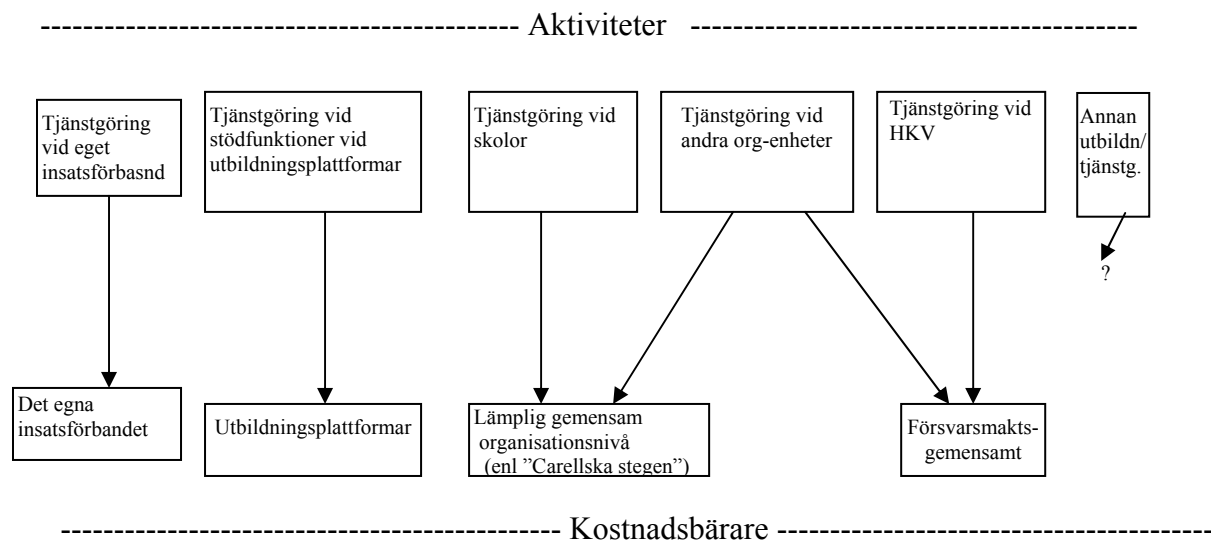 Aktiviteter
Tjänstgöring
vid eget
insatsförbasnd
Tjänstgöring vid
stödfunktioner vid
utbildningsplattformar
Tjänstgöring vid
skolor
Tjänstgöring vid
andra org-enheter
Tjänstgöring vid
HKV
Annan
utbildn/
tjänstg.
?
Det egna
insatsförbandet
Utbildningsplattformar
Lämplig gemensam
organisationsnivå
(enl ”Carellska stegen”)
Försvarsmakts-
gemensamt
Kostnadsbärare